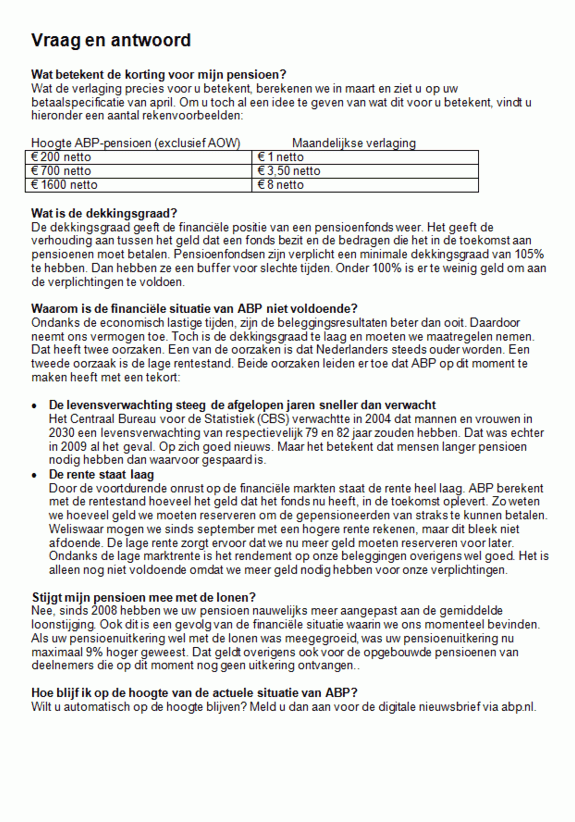 Vraag en antwoord
Wat betekent de korting voor mijn pensioen?
Wat de verlaging precies voor u betekent, berekenen we in maart en ziet u op uw
betaalspecificatie van april. Om u toch al een idee te geven van wat dit voor u betekent, vindt u
hieronder een aantal rekenvoorbeelden:
Hoogte ABP-pensioen (exclusief AOW) Maandelijkse verlaging
€ 200 netto € 1 netto
€ 700 netto € 3,50 netto
€ 1600 netto € 8 netto
Wat is de dekkingsgraad?
De dekkingsgraad geeft de financiële positie van een pensioenfonds weer. Het geeft de
verhouding aan tussen het geld dat een fonds bezit en de bedragen die het in de toekomst aan
pensioenen moet betalen. Pensioenfondsen zijn verplicht een minimale dekkingsgraad van 105%
te hebben. Dan hebben ze een buffer voor slechte tijden. Onder 100% is er te weinig geld om aan
de verplichtingen te voldoen.
Waarom is de financiële situatie van ABP niet voldoende?
Ondanks de economisch lastige tijden, zijn de beleggingsresultaten beter dan ooit. Daardoor
neemt ons vermogen toe. Toch is de dekkingsgraad te laag en moeten we maatregelen nemen.
Dat heeft twee oorzaken. Een van de oorzaken is dat Nederlanders steeds ouder worden. Een
tweede oorzaak is de lage rentestand. Beide oorzaken leiden er toe dat ABP op dit moment te
maken heeft met een tekort:
• De levensverwachting steeg de afgelopen jaren sneller dan verwacht
Het Centraal Bureau voor de Statistiek (CBS) verwachtte in 2004 dat mannen en vrouwen in
2030 een levensverwachting van respectievelijk 79 en 82 jaar zouden hebben. Dat was echter
in 2009 al het geval. Op zich goed nieuws. Maar het betekent dat mensen langer pensioen
nodig hebben dan waarvoor gespaard is.
• De rente staat laag
Door de voortdurende onrust op de financiële markten staat de rente heel laag. ABP berekent
met de rentestand hoeveel het geld dat het fonds nu heeft, in de toekomst oplevert. Zo weten
we hoeveel geld we moeten reserveren om de gepensioneerden van straks te kunnen betalen.
Weliswaar mogen we sinds september met een hogere rente rekenen, maar dit bleek niet
afdoende. De lage rente zorgt ervoor dat we nu meer geld moeten reserveren voor later.
Ondanks de lage marktrente is het rendement op onze beleggingen overigens wel goed. Het is
alleen nog niet voldoende omdat we meer geld nodig hebben voor onze verplichtingen.
Stijgt mijn pensioen mee met de lonen?
Nee, sinds 2008 hebben we uw pensioen nauwelijks meer aangepast aan de gemiddelde
loonstijging. Ook dit is een gevolg van de financiële situatie waarin we ons momenteel bevinden.
Als uw pensioenuitkering wel met de lonen was meegegroeid, was uw pensioenuitkering nu
maximaal 9% hoger geweest. Dat geldt overigens ook voor de opgebouwde pensioenen van
deelnemers die op dit moment nog geen uitkering ontvangen..
Hoe blijf ik op de hoogte van de actuele situatie van ABP?
Wilt u automatisch op de hoogte blijven? Meld u dan aan voor de digitale nieuwsbrief via abp.nl.